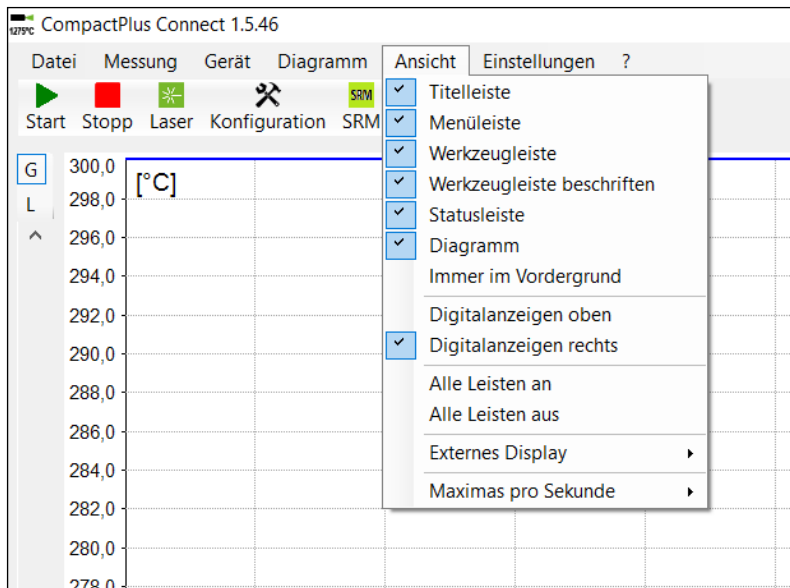 1275°C CompactPlus Connect 1.5.46
Datei Messung Gerät Diagramm Ansicht Einstellungen ?
SRM
Start Stopp Laser Konfiguration SRM
Titelleiste
Menüleiste
Werkzeugleiste
Werkzeugleiste beschriften
Statusleiste
Diagramm
Immer im Vordergrund
Digitalanzeigen oben
Digitalanzeigen rechts
Alle Leisten an
Alle Leisten aus
Externes Display
Maximas pro Sekunde
G
L
[°C]
300,0
298,0
296,0
294,0
292,0
290,0
288,0
286,0
284,0
282,0
280,0
278,0